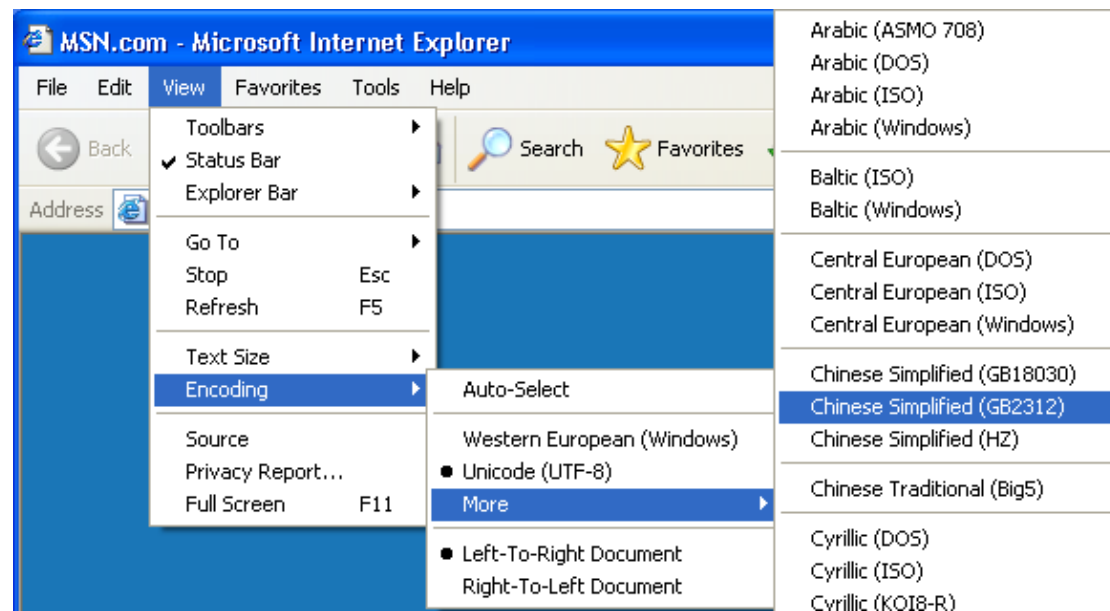 MSN.com - Microsoft Internet Explorer
File Edit View Favorites Tools Help
Back Search Favorites
Address
Toolbars
Status Bar
Explorer Bar
Go To
Stop Esc
Refresh F5
Text Size
Encoding
Source
Privacy Report...
Full Screen F11
Auto-Select
Western European (Windows)
Unicode (UTF-8)
More
Left-To-Right Document
Right-To-Left Document
Arabic (ASMO 708)
Arabic (DOS)
Arabic (ISO)
Arabic (Windows)
Baltic (ISO)
Baltic (Windows)
Central European (DOS)
Central European (ISO)
Central European (Windows)
Chinese Simplified (GB18030)
Chinese Simplified (GB2312)
Chinese Simplified (HZ)
Chinese Traditional (Big5)
Cyrillic (DOS)
Cyrillic (ISO)
Cyrillic (KOI8-R)